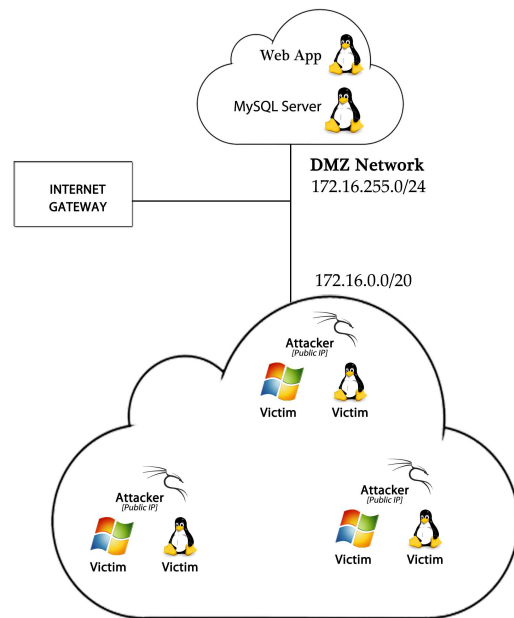 Web App
MySQL Server
DMZ Network
172.16.255.0/24
INTERNET
GATEWAY
172.16.0.0/20
Attacker
[Public IP]
Victim
Victim
Attacker
[Public IP]
Victim
Victim
Attacker
[Public IP]
Victim
Victim